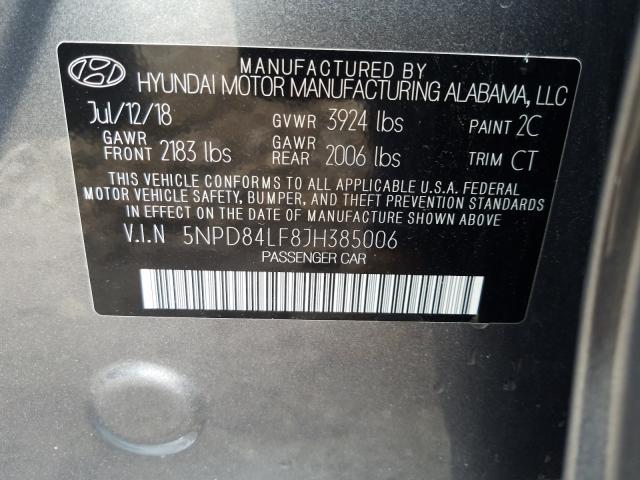 MANUFACTURED BY
HYUNDAI MOTOR MANUFACTURING ALABAMA, LLC
Jul/12/18 GVWR 3924 lbs PAINT 2C
GAWR FRONT 2183 lbs GAWR REAR 2006 lbs TRIM CT
THIS VEHICLE CONFORMS TO ALL APPLICABLE U.S.A. FEDERAL
MOTOR VEHICLE SAFETY, BUMPER, AND THEFT PREVENTION STANDARDS
IN EFFECT ON THE DATE OF MANUFACTURE SHOWN ABOVE.
V.I.N 5NPD84LF8JH385006
PASSENGER CAR